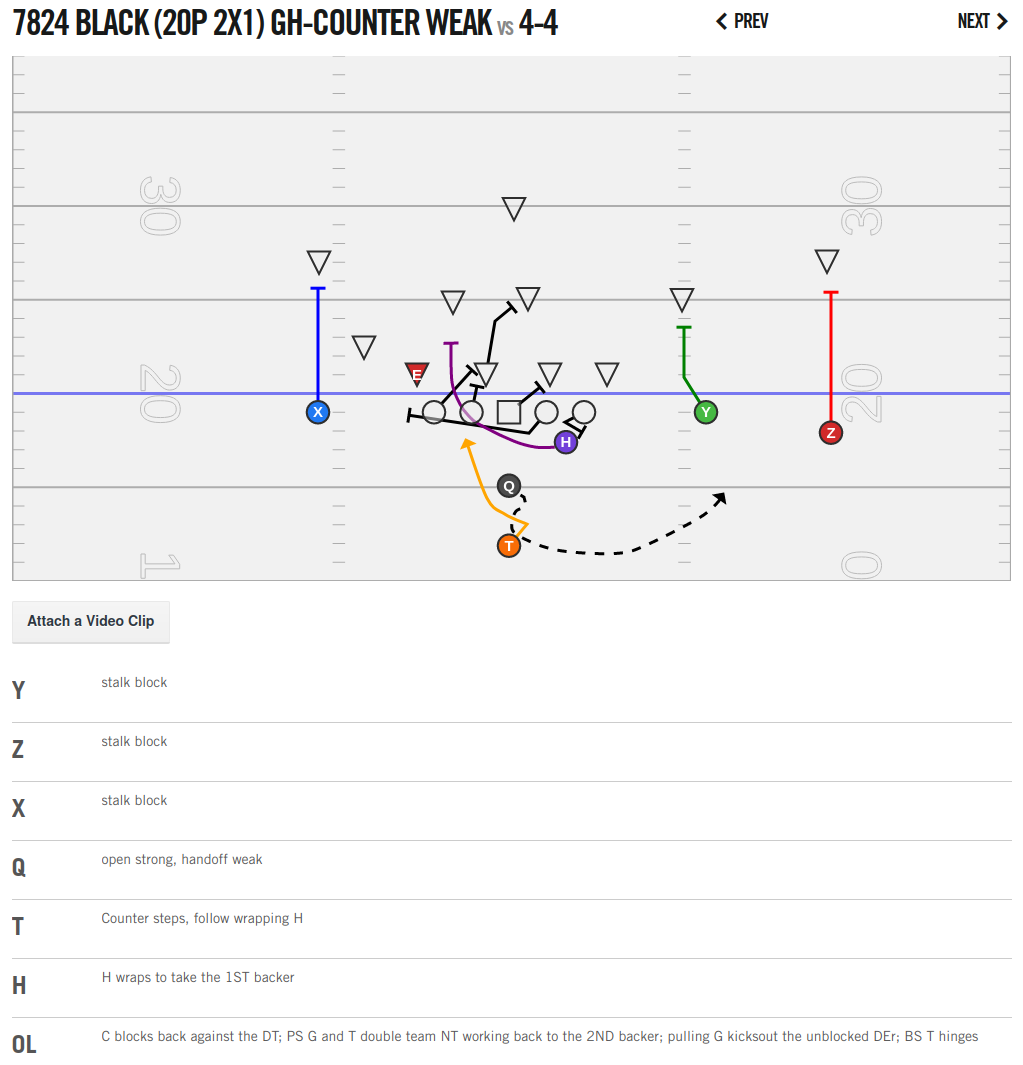 7824 BLACK (20P 2X1) GH-COUNTER WEAK VS 4-4
PREV
NEXT
30
30
20
20
1
0
E
X
Y
Z
H
Q
T
Attach a Video Clip
Y stalk block
Z stalk block
X stalk block
Q open strong, handoff weak
T Counter steps, follow wrapping H
H H wraps to take the 1ST backer
OL C blocks back against the DT; PS G and T double team NT working back to the 2ND backer; pulling G kicksout the unblocked DEr; BS T hinges